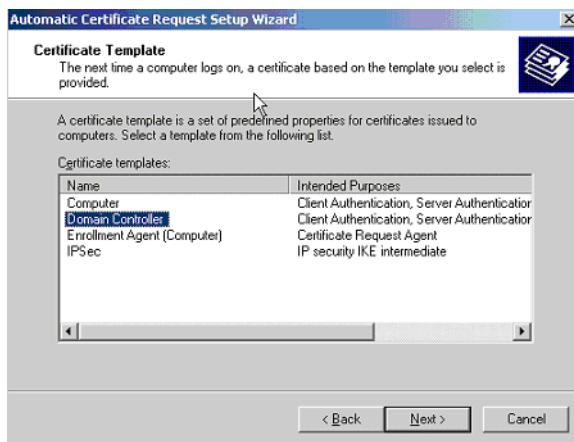 Automatic Certificate Request Setup Wizard
Certificate Template
The next time a computer logs on, a certificate based on the template you select is
provided.
A certificate template is a set of predefined properties for certificates issued to
computers. Select a template from the following list.
Certificate templates:
Name Intended Purposes
Computer Client Authentication, Server Authentication
Domain Controller Client Authentication, Server Authentication
Enrollment Agent (Computer) Certificate Request Agent
IPSec IP security IKE intermediate
< Back Next > Cancel